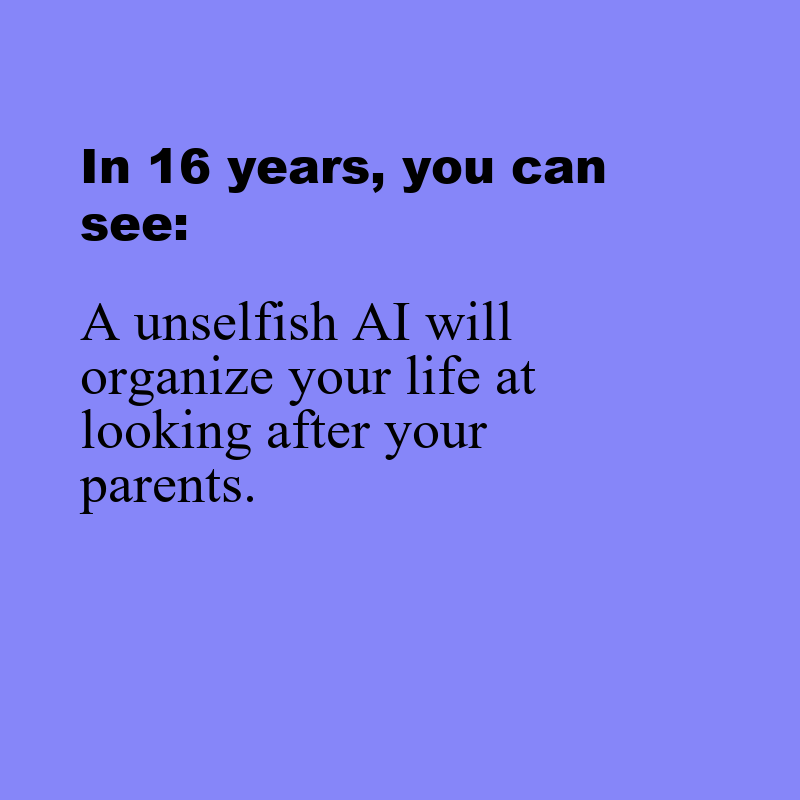 In 16 years, you can
see:
A unselfish AI will
organize your life at
looking after your
parents.